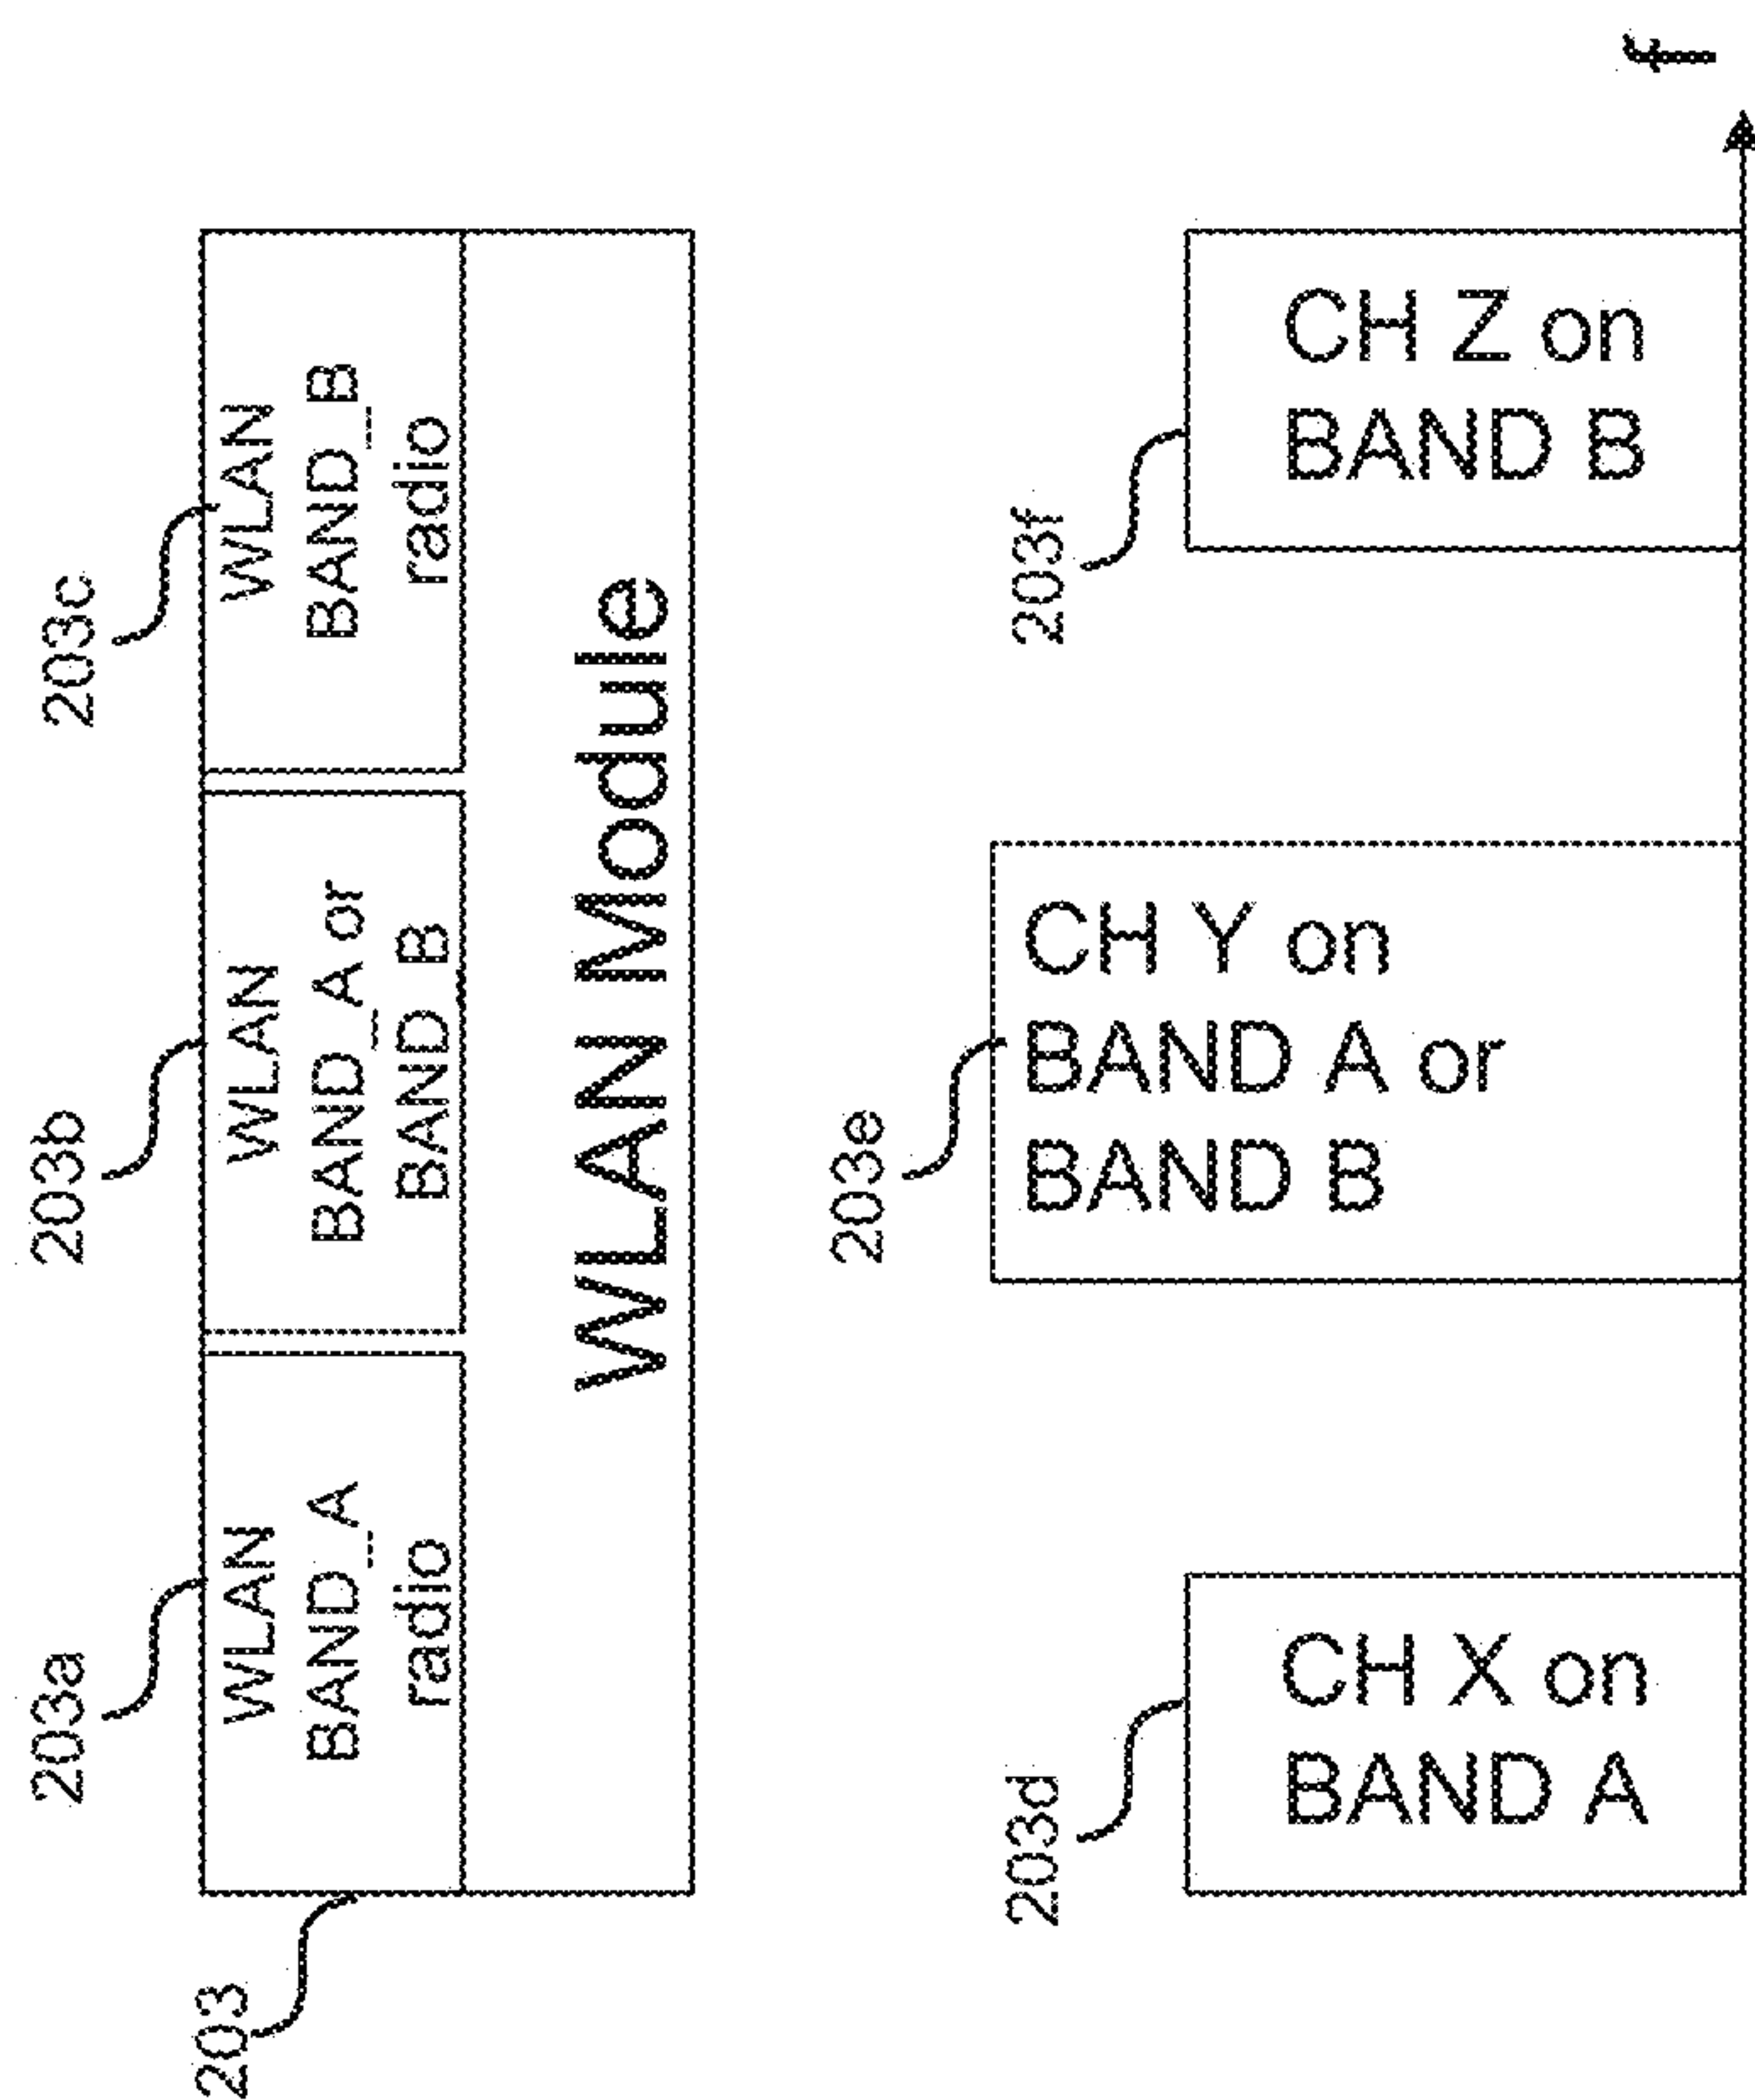 203a
203b
203c
203
WLAN
BAND_A
radio
WLAN
BAND_A or
BAND_B
WLAN
BAND_B
radio
WLAN Module
203d
203e
203f
CH X on
BAND A
CH Y on
BAND A or
BAND B
CH Z on
BAND B
f